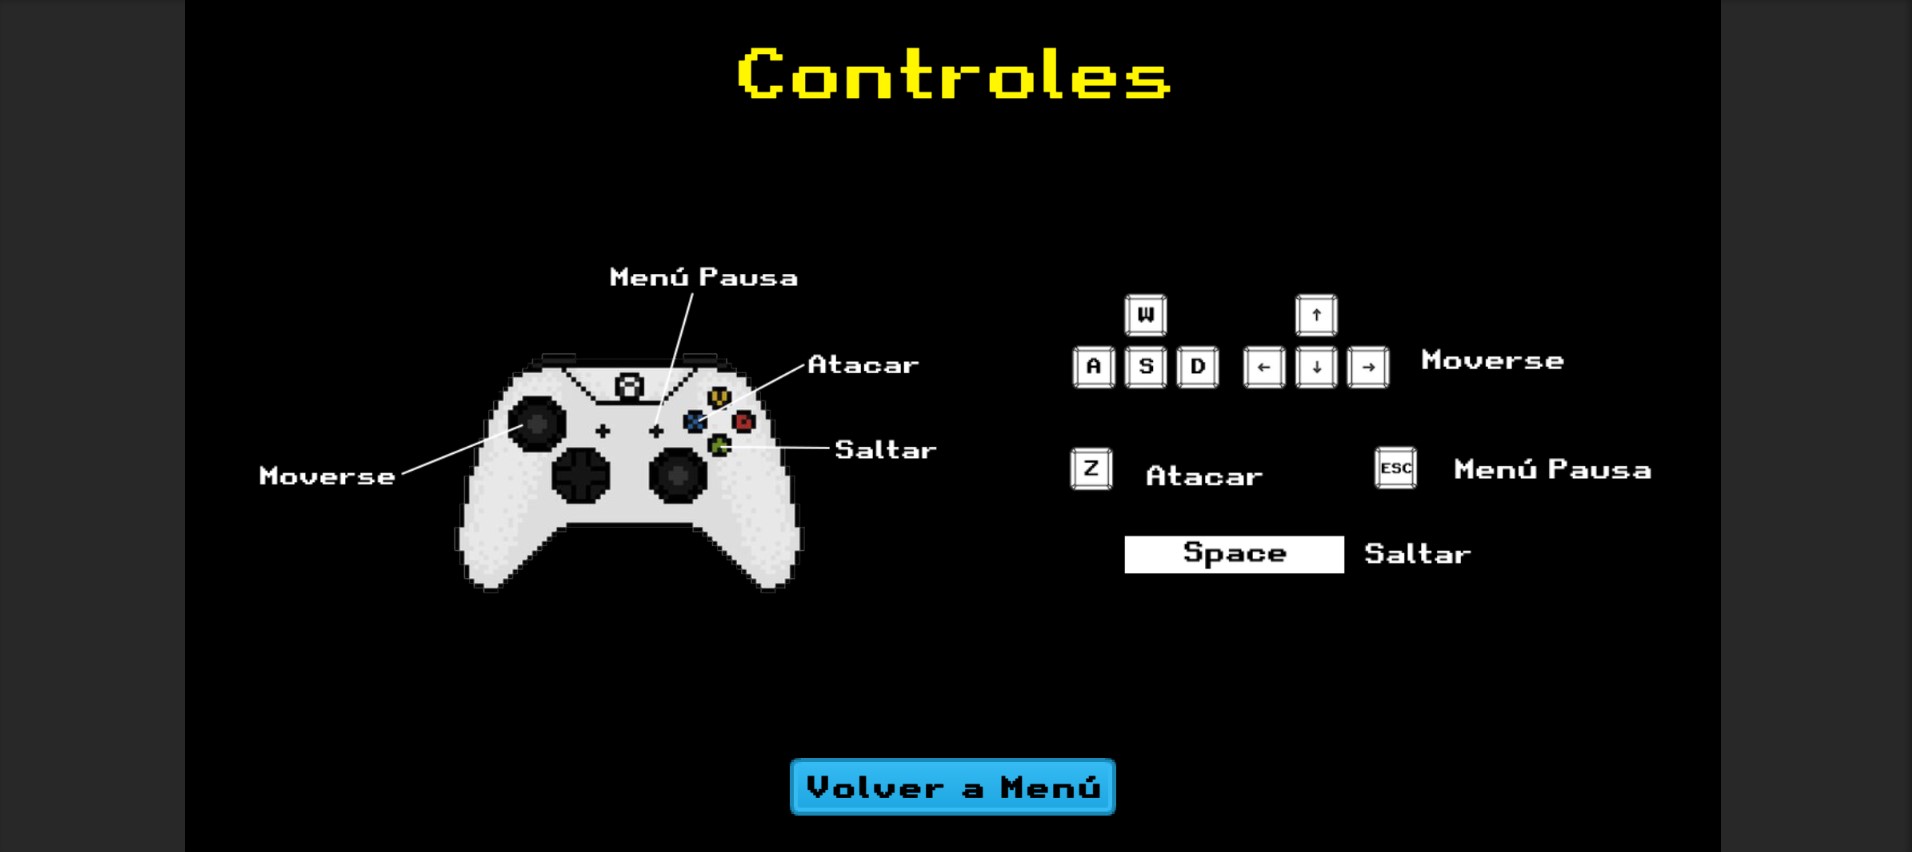 Controles
Menú Pausa
Atacar
Saltar
Moverse
W
A S D
↑
← ↓ →
Moverse
Z
Atacar
ESC
Menú Pausa
Space
Saltar
Volver a Menú